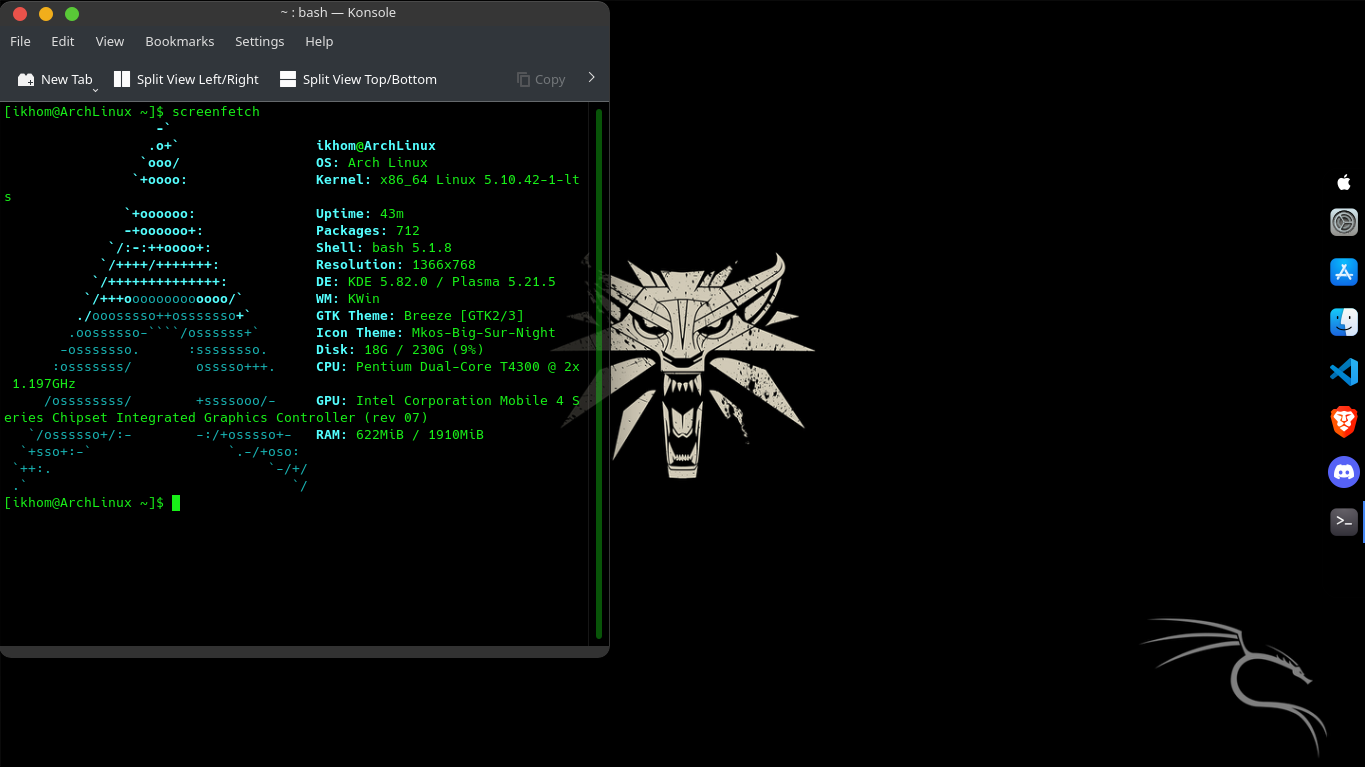 ~ : bash — Konsole
File Edit View Bookmarks Settings Help
New Tab Split View Left/Right Split View Top/Bottom Copy
[ikhom@ArchLinux ~]$ screenfetch
-`
.o+` ikhom@ArchLinux
`ooo/ OS: Arch Linux
`+oooo: Kernel: x86_64 Linux 5.10.42-1-lt
s
`+oooooo: Uptime: 43m
-+oooooo+: Packages: 712
`/:-:++oooo+: Shell: bash 5.1.8
`/++++/+++++++: Resolution: 1366x768
`/++++++++++++++: DE: KDE 5.82.0 / Plasma 5.21.5
`/+++ooooooooooooo/` WM: KWin
./ooosssso++osssssso+` GTK Theme: Breeze [GTK2/3]
.oossssso-````/ossssss+` Icon Theme: Mkos-Big-Sur-Night
-osssssso. :ssssssso. Disk: 18G / 230G (9%)
:osssssss/ osssso+++. CPU: Pentium Dual-Core T4300 @ 2x
1.197GHz
/ossssssss/ +ssssooo/- GPU: Intel Corporation Mobile 4 S
eries Chipset Integrated Graphics Controller (rev 07)
`/ossssso+/:- -:/+osssso+- RAM: 622MiB / 1910MiB
`+sso+:-` `.-/+oso:
`++:. `-/+/
.` `/
[ikhom@ArchLinux ~]$